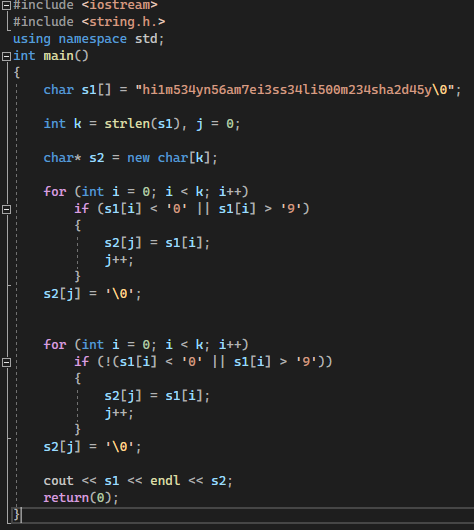 #include <iostream>
#include <string.h.>
using namespace std;
int main()
{
char s1[] = "hi1m534yn56am7ei3ss34li500m234sha2d45y\0";
int k = strlen(s1), j = 0;
char* s2 = new char[k];
for (int i = 0; i < k; i++)
if (s1[i] < '0' || s1[i] > '9')
{
s2[j] = s1[i];
j++;
}
s2[j] = '\0';
for (int i = 0; i < k; i++)
if (!(s1[i] < '0' || s1[i] > '9'))
{
s2[j] = s1[i];
j++;
}
s2[j] = '\0';
cout << s1 << endl << s2;
return(0);
}